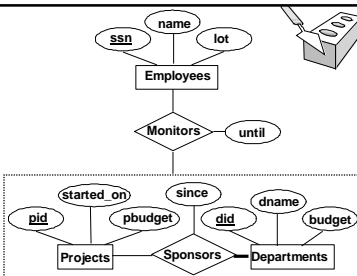 name
ssn
lot
Employees
Monitors
until
started_on
since
dname
pid
pbudget
did
budget
Projects
Sponsors
Departments